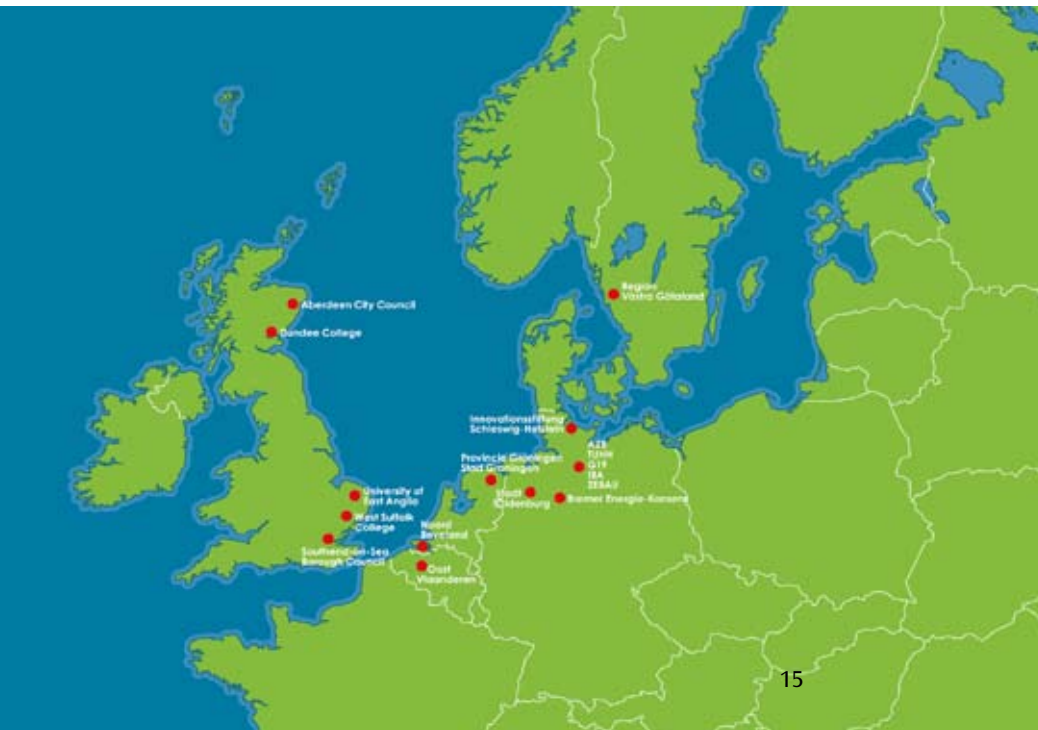 Region
Västra Götaland
Aberdeen City Council
Dundee College
Innovationsstiftung
Schleswig-Holstein
AZB
TUHH
G19
IBA
ZEBAU
Provincie Groningen
Stad Groningen
Stadt
Oldenburg
Bremer Energie-Konsens
University of
East Anglia
West Suffolk
College
Noord
Beveland
Southend-on-Sea
Borough Council
Oost
Vlaanderen
15